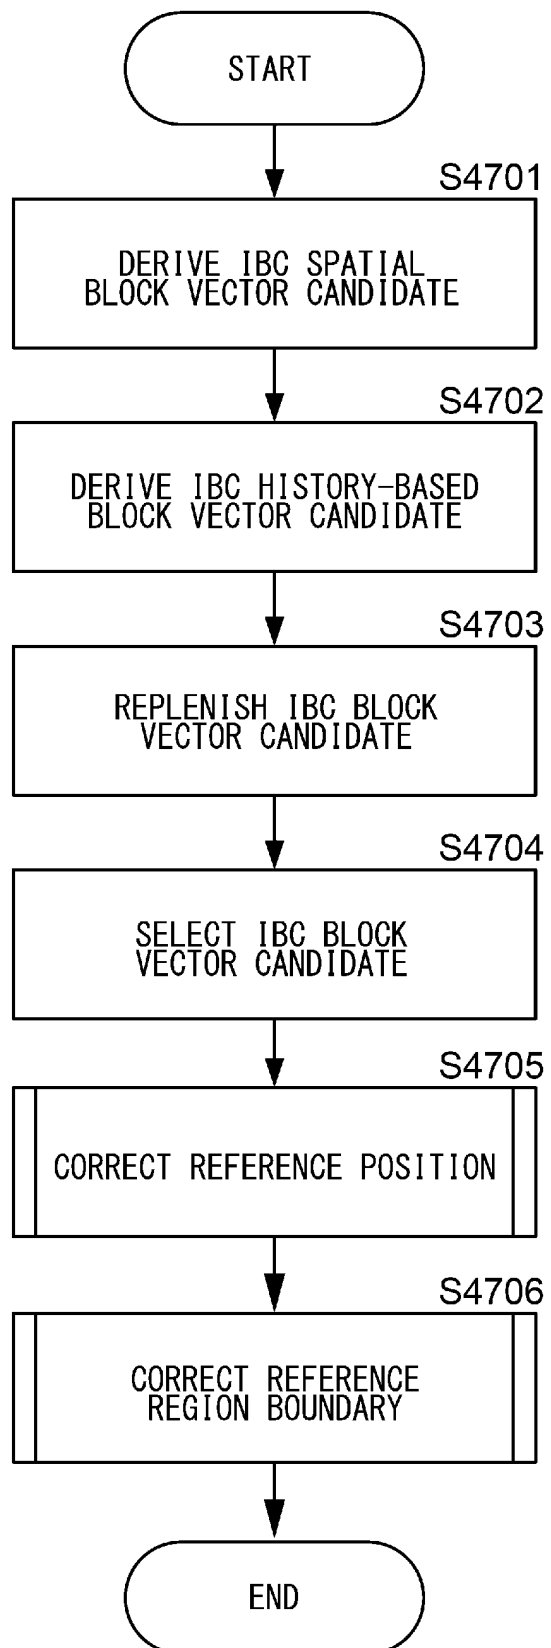 START
S4701
DERIVE IBC SPATIAL
BLOCK VECTOR CANDIDATE
S4702
DERIVE IBC HISTORY-BASED
BLOCK VECTOR CANDIDATE
S4703
REPLENISH IBC BLOCK
VECTOR CANDIDATE
S4704
SELECT IBC BLOCK
VECTOR CANDIDATE
S4705
CORRECT REFERENCE POSITION
S4706
CORRECT REFERENCE
REGION BOUNDARY
END